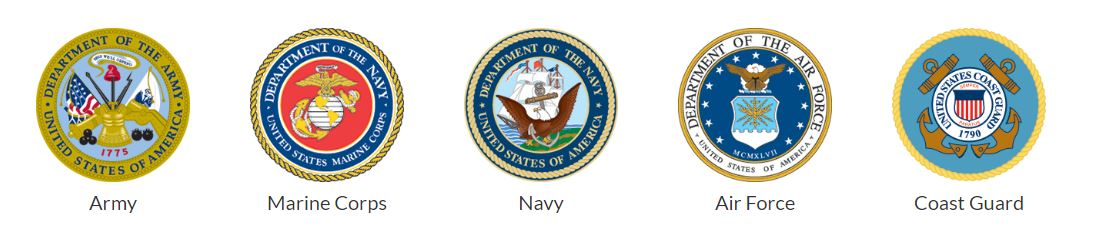 DEPARTMENT OF THE ARMY
UNITED STATES OF AMERICA
1775
DEPARTMENT OF THE NAVY
UNITED STATES MARINE CORPS
DEPARTMENT OF THE NAVY
UNITED STATES OF AMERICA
DEPARTMENT OF THE AIR FORCE
MCMXLVII
UNITED STATES OF AMERICA
UNITED STATES COAST GUARD
1790
Army
Marine Corps
Navy
Air Force
Coast Guard